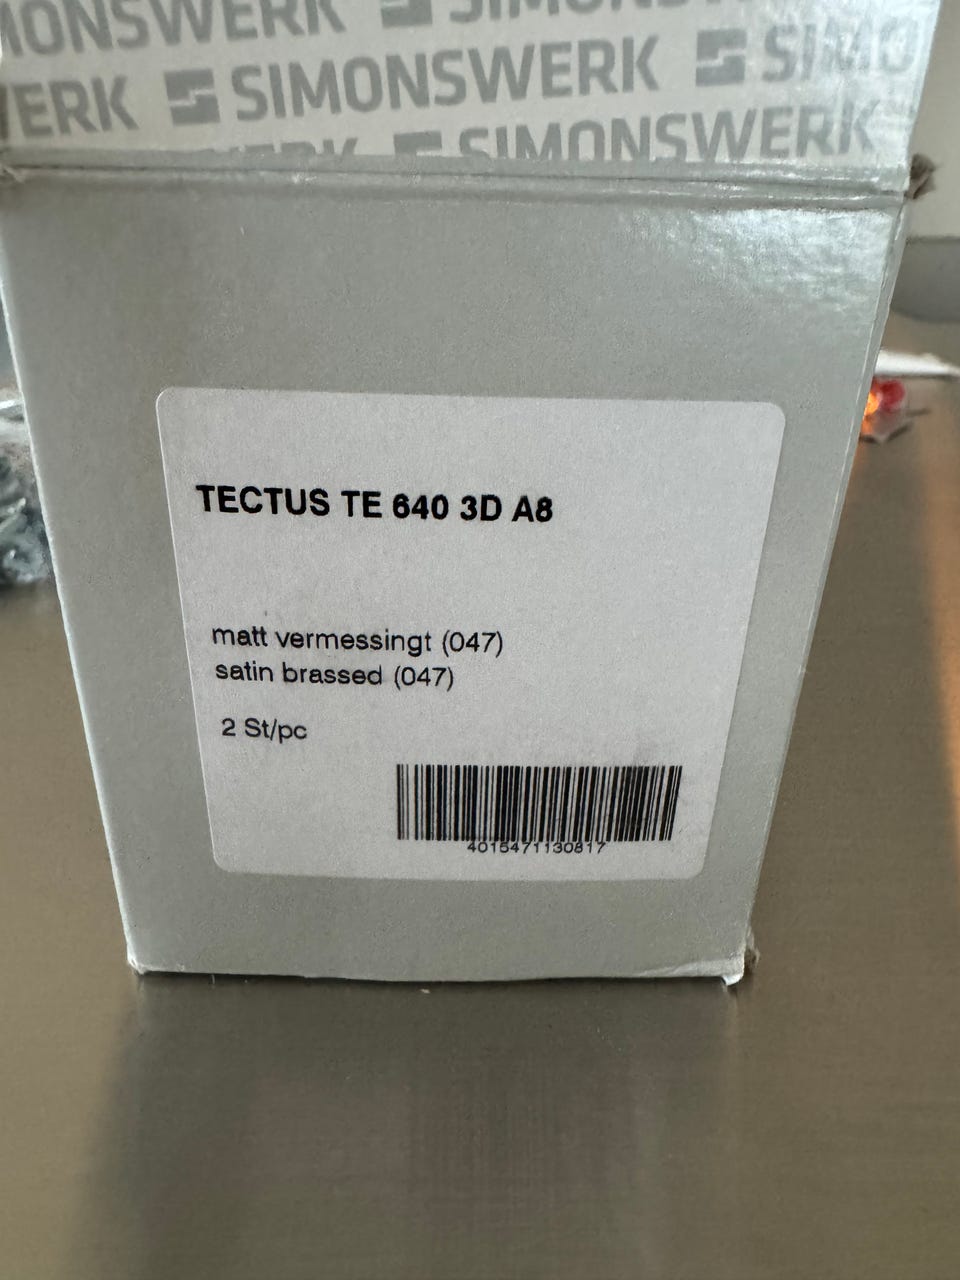 SIMONSWERK
SIMONSWERK
TECTUS TE 640 3D A8
matt vermessingt (047)
satin brassed (047)
2 St/pc
4015471130817